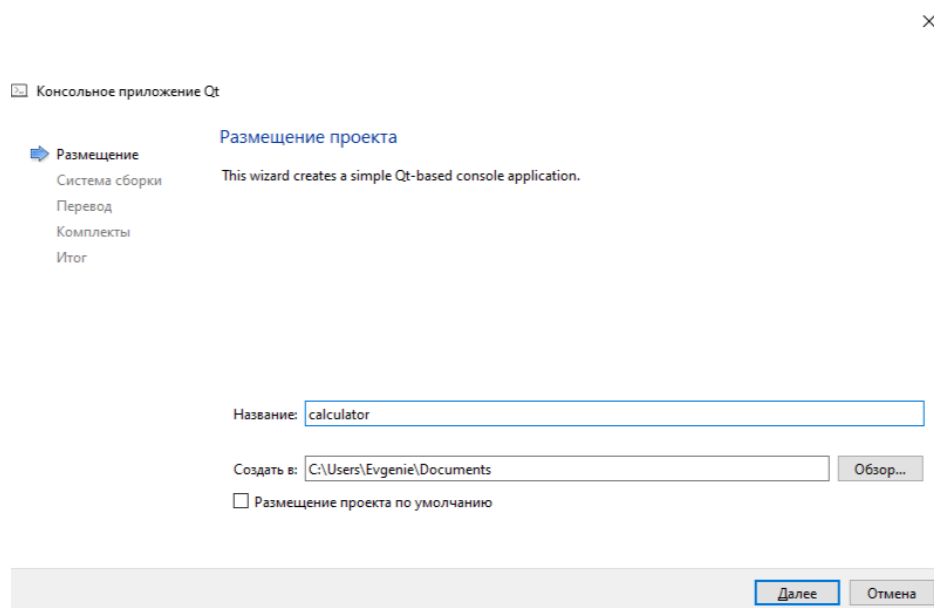 Консольное приложение Qt
Размещение
Система сборки
Перевод
Комплекты
Итог
Размещение проекта
This wizard creates a simple Qt-based console application.
Название: calculator
Создать в: C:\Users\Evgenie\Documents Обзор...
Размещение проекта по умолчанию
Далее Отмена